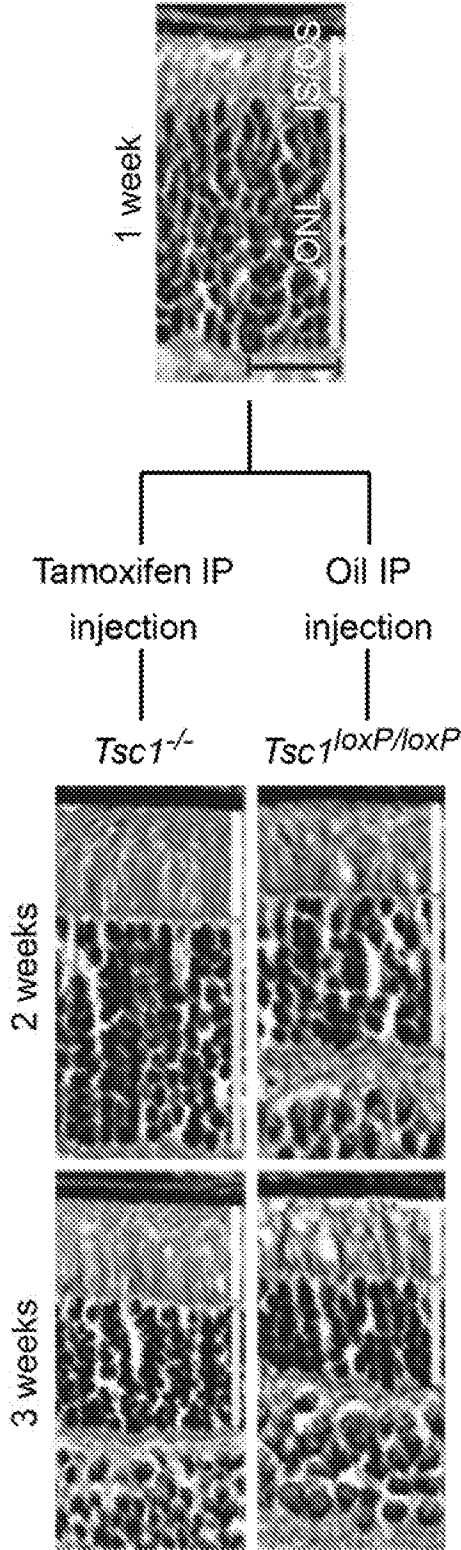 1 week
ONL
IS/OS
Tamoxifen IP
injection
Oil IP
injection
Tsc1-/-
Tsc1loxP/loxP
2 weeks
3 weeks